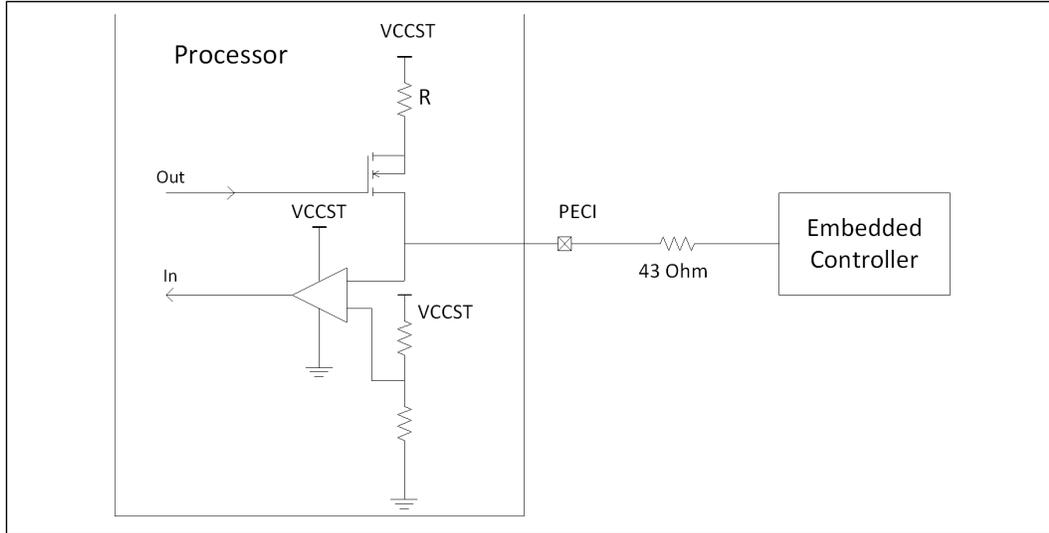 VCCST
Processor
R
Out
VCCST
PECI
Embedded
Controller
43 Ohm
In
VCCST